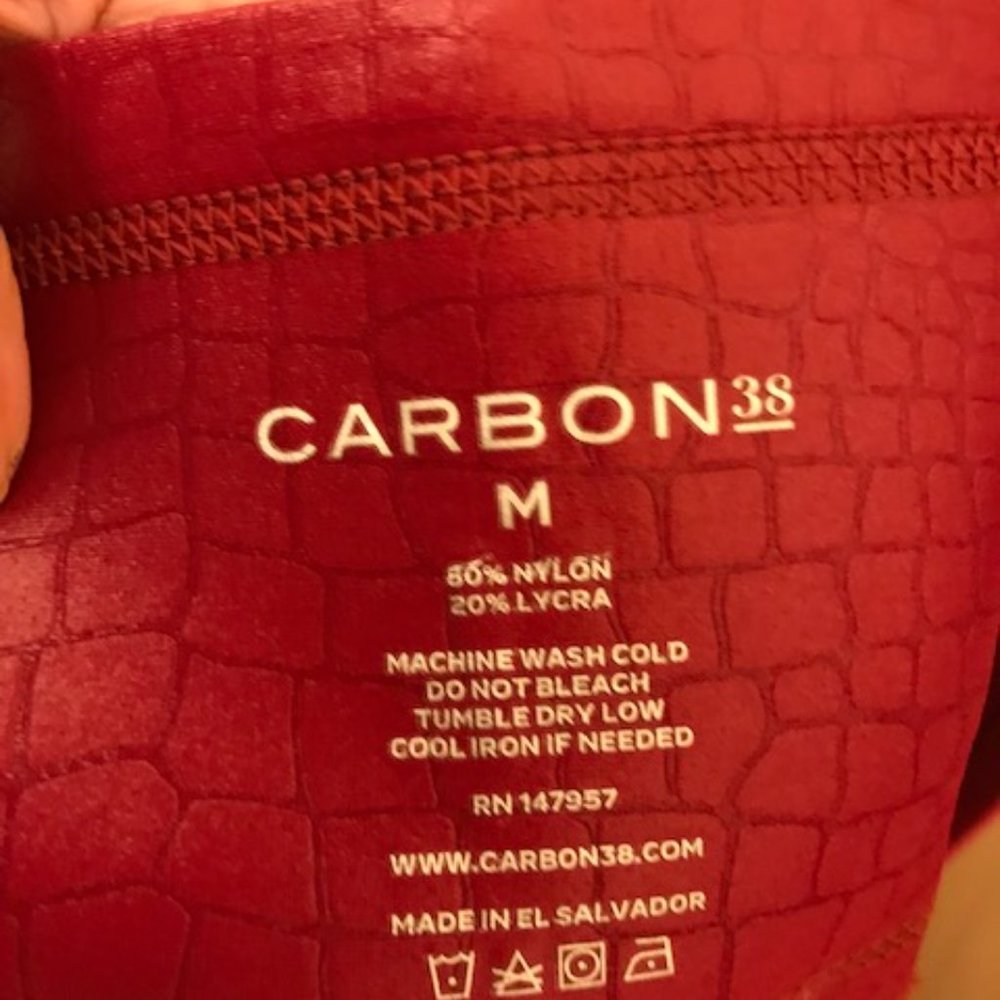 CARBON38
M
80% NYLON
20% LYCRA
MACHINE WASH COLD
DO NOT BLEACH
TUMBLE DRY LOW
COOL IRON IF NEEDED
RN 147957
WWW.CARBON38.COM
MADE IN EL SALVADOR